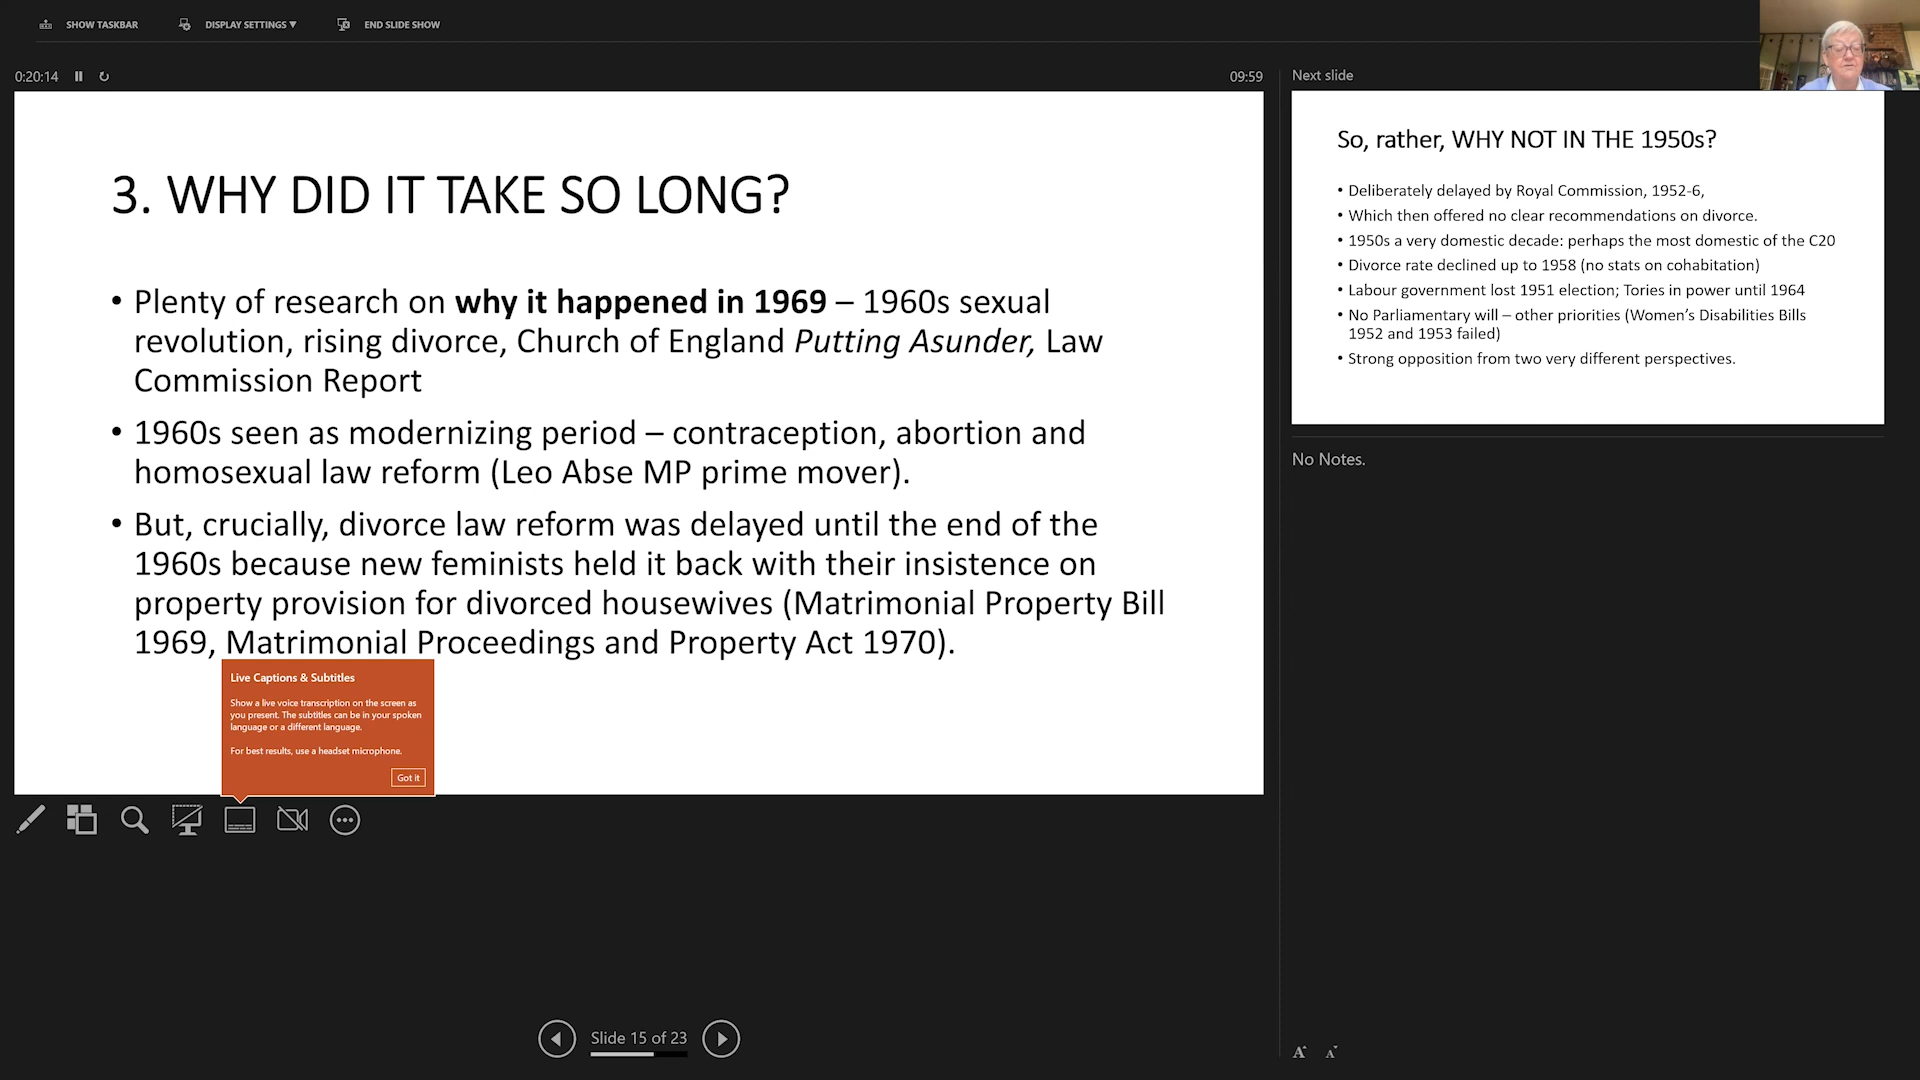 SHOW TASKBAR
DISPLAY SETTINGS ▼
END SLIDE SHOW
0:20:14
09:59
3. WHY DID IT TAKE SO LONG?
• Plenty of research on why it happened in 1969 – 1960s sexual
revolution, rising divorce, Church of England Putting Asunder, Law
Commission Report
• 1960s seen as modernizing period – contraception, abortion and
homosexual law reform (Leo Abse MP prime mover).
• But, crucially, divorce law reform was delayed until the end of the
1960s because new feminists held it back with their insistence on
property provision for divorced housewives (Matrimonial Property Bill
1969, Matrimonial Proceedings and Property Act 1970).
Live Captions & Subtitles
Show a live voice transcription on the screen as
you present. The subtitles can be in your spoken
language or a different language.
For best results, use a headset microphone.
Got it
Slide 15 of 23
Next slide
So, rather, WHY NOT IN THE 1950s?
• Deliberately delayed by Royal Commission, 1952-6,
• Which then offered no clear recommendations on divorce.
• 1950s a very domestic decade: perhaps the most domestic of the C20
• Divorce rate declined up to 1958 (no stats on cohabitation)
• Labour government lost 1951 election; Tories in power until 1964
• No Parliamentary will – other priorities (Women's Disabilities Bills
1952 and 1953 failed)
• Strong opposition from two very different perspectives.
No Notes.
A A